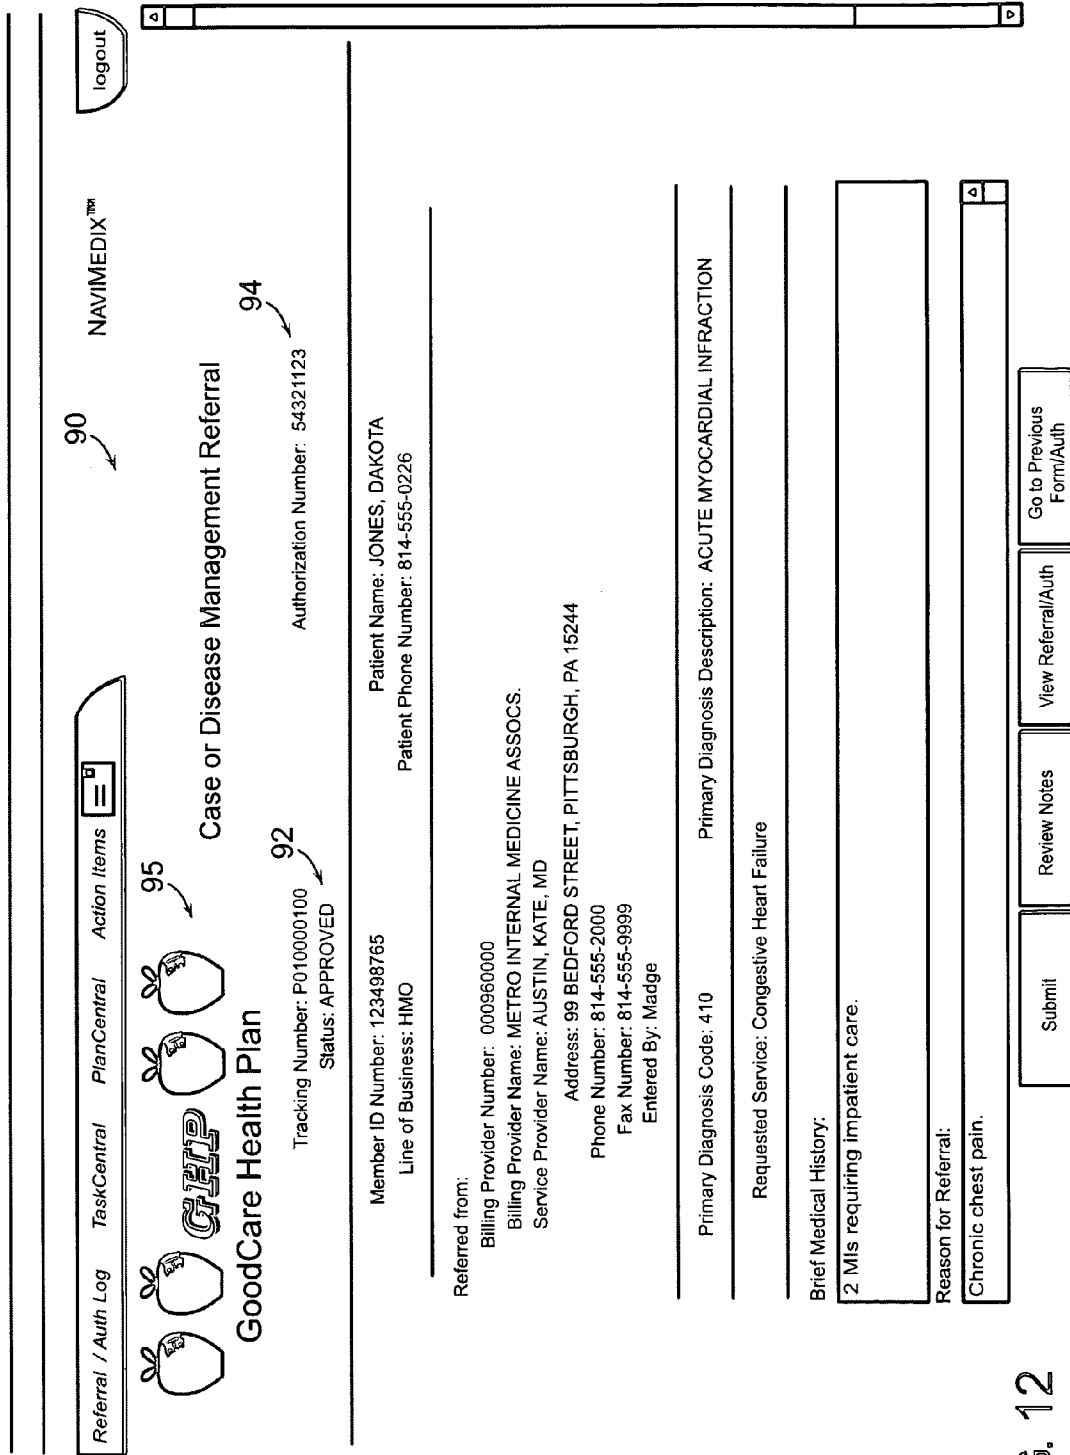 Referral / Auth Log TaskCentral PlanCentral Action Items
NAVIMEDIX™ logout
90
95
GHP
GoodCare Health Plan
Case or Disease Management Referral
92
94
Tracking Number: P010000100
Authorization Number: 54321123
Status: APPROVED
Member ID Number: 123498765
Patient Name: JONES, DAKOTA
Line of Business: HMO
Patient Phone Number: 814-555-0226
Referred from:
Billing Provider Number: 000960000
Billing Provider Name: METRO INTERNAL MEDICINE ASSOCS.
Service Provider Name: AUSTIN, KATE, MD
Address: 99 BEDFORD STREET, PITTSBURGH, PA 15244
Phone Number: 814-555-2000
Fax Number: 814-555-9999
Entered By: Madge
Primary Diagnosis Code: 410
Primary Diagnosis Description: ACUTE MYOCARDIAL INFRACTION
Requested Service: Congestive Heart Failure
Brief Medical History:
2 MIs requiring impatient care.
Reason for Referral:
Chronic chest pain.
Submit
Review Notes
View Referral/Auth
Go to Previous
Form/Auth
12